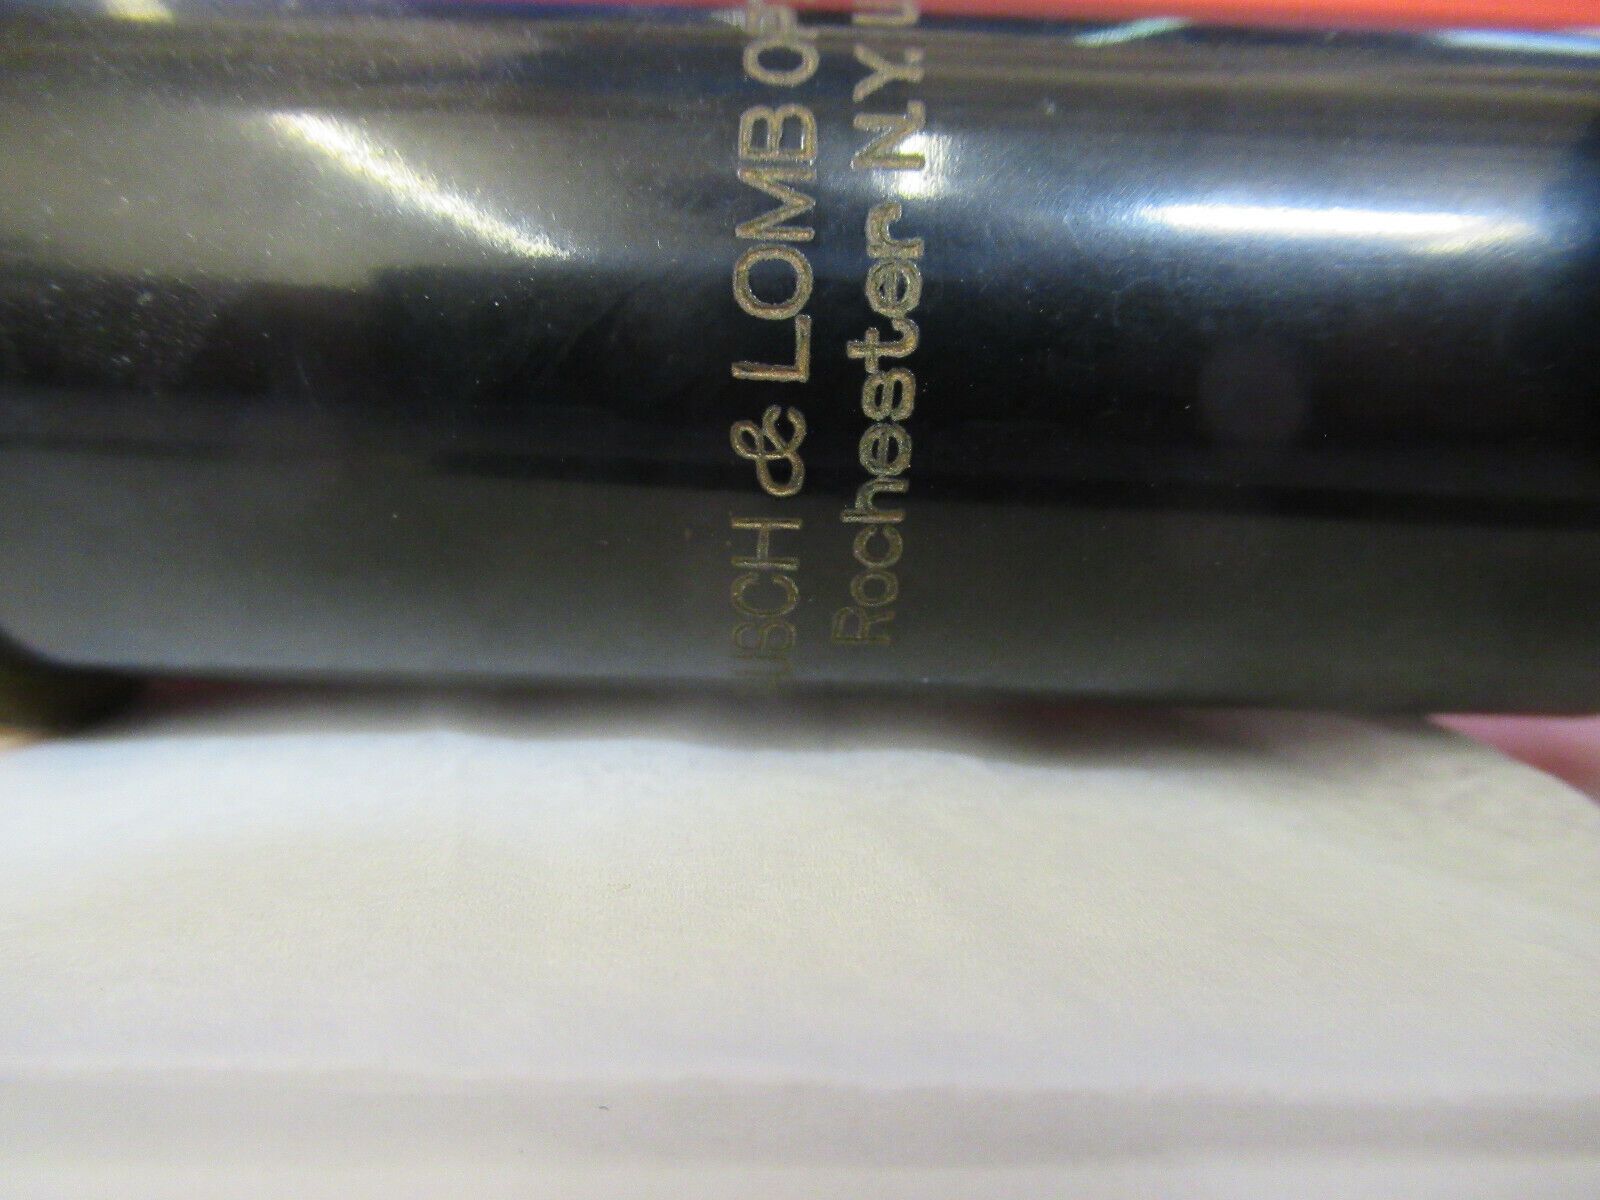 USCH & LOMB OP
Rochester N.Y. U